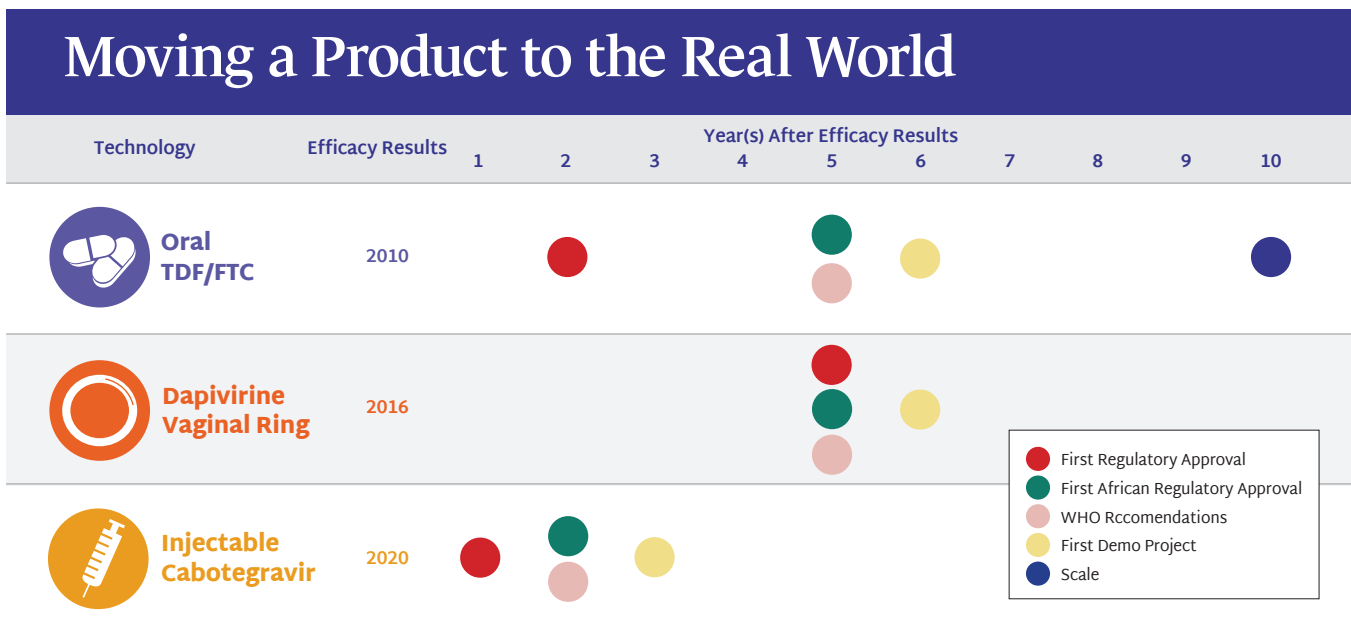 Moving a Product to the Real World
Technology
Efficacy Results
Year(s) After Efficacy Results
1 2 3 4 5 6 7 8 9 10
Oral
TDF/FTC
2010
Dapivirine
Vaginal Ring
2016
Injectable
Cabotegravir
2020
First Regulatory Approval
First African Regulatory Approval
WHO Rccomendations
First Demo Project
Scale